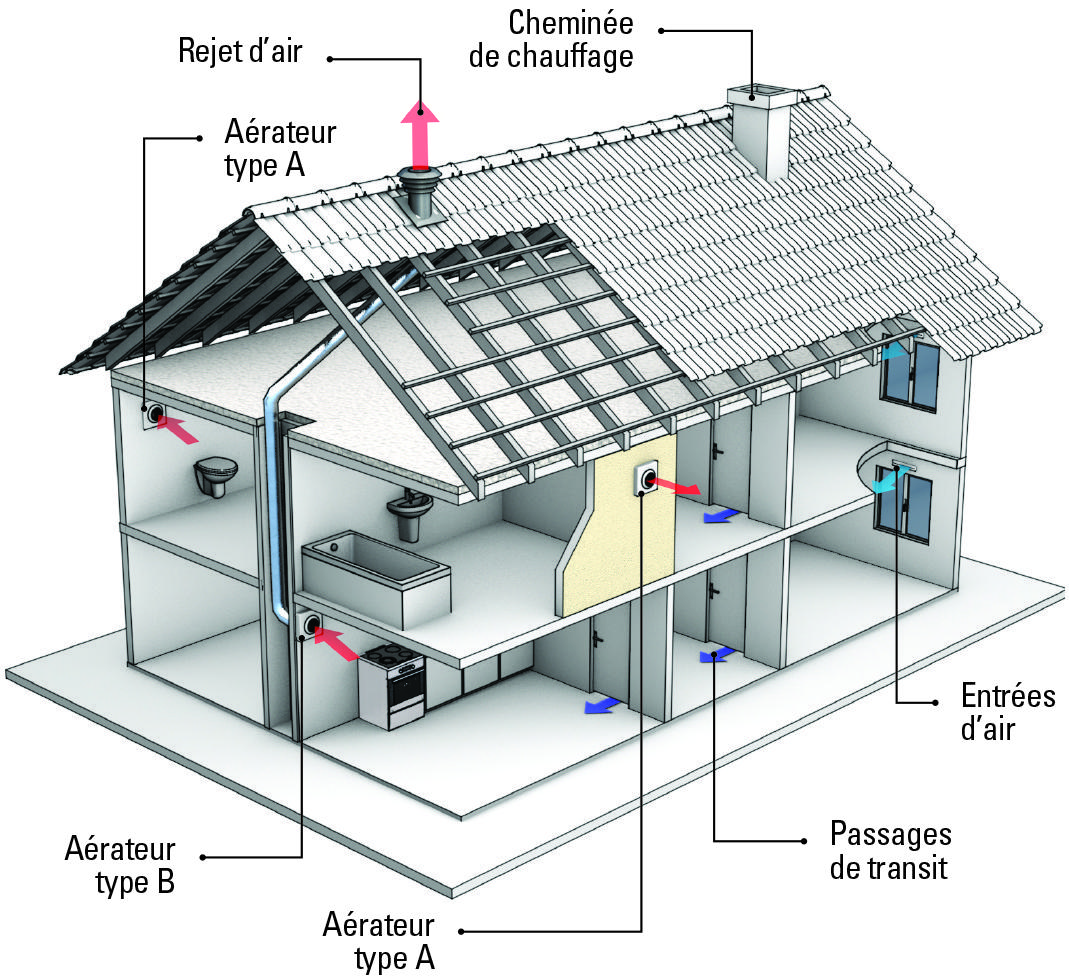 Cheminée
de chauffage
Rejet d'air
Aérateur
type A
Entrées
d'air
Passages
de transit
Aérateur
type B
Aérateur
type A